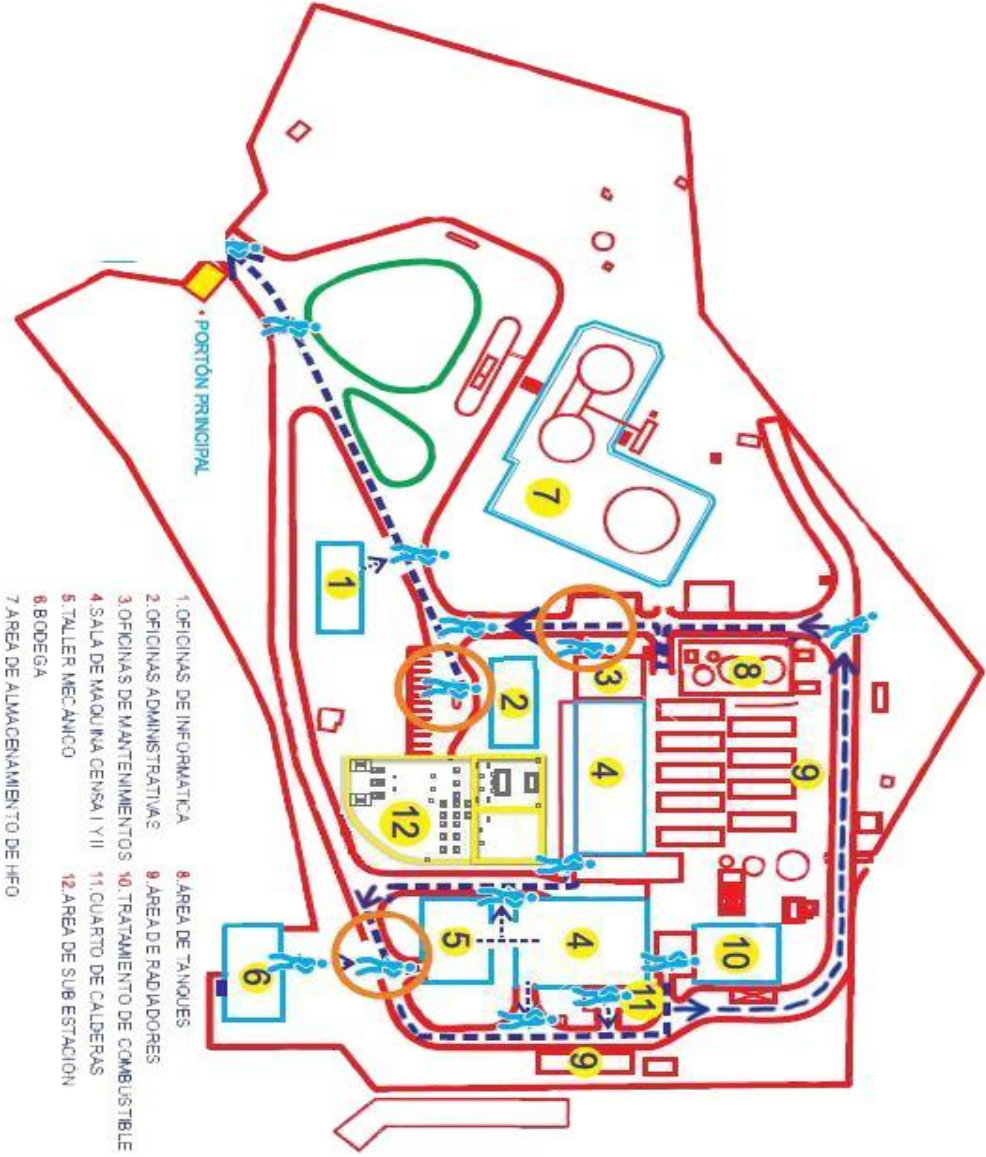 • PORTÓN PRINCIPAL
1
2
3
4
4
5
6
7
8
9
9
10
11
12
1.OFICINAS DE INFORMATICA
2.OFICINAS ADMINISTRATIVAS
3.OFICINAS DE MANTENIMIENTOS
4.SALA DE MAQUINA CENSA I Y II
5.TALLER MECANICO
6.BODEGA
7.AREA DE ALMACENAMIENTO DE HFO
8.AREA DE TANQUES
9.AREA DE RADIADORES
10.TRATAMIENTO DE COMBUSTIBLE
11.CUARTO DE CALDERAS
12.AREA DE SUB ESTACIÓN